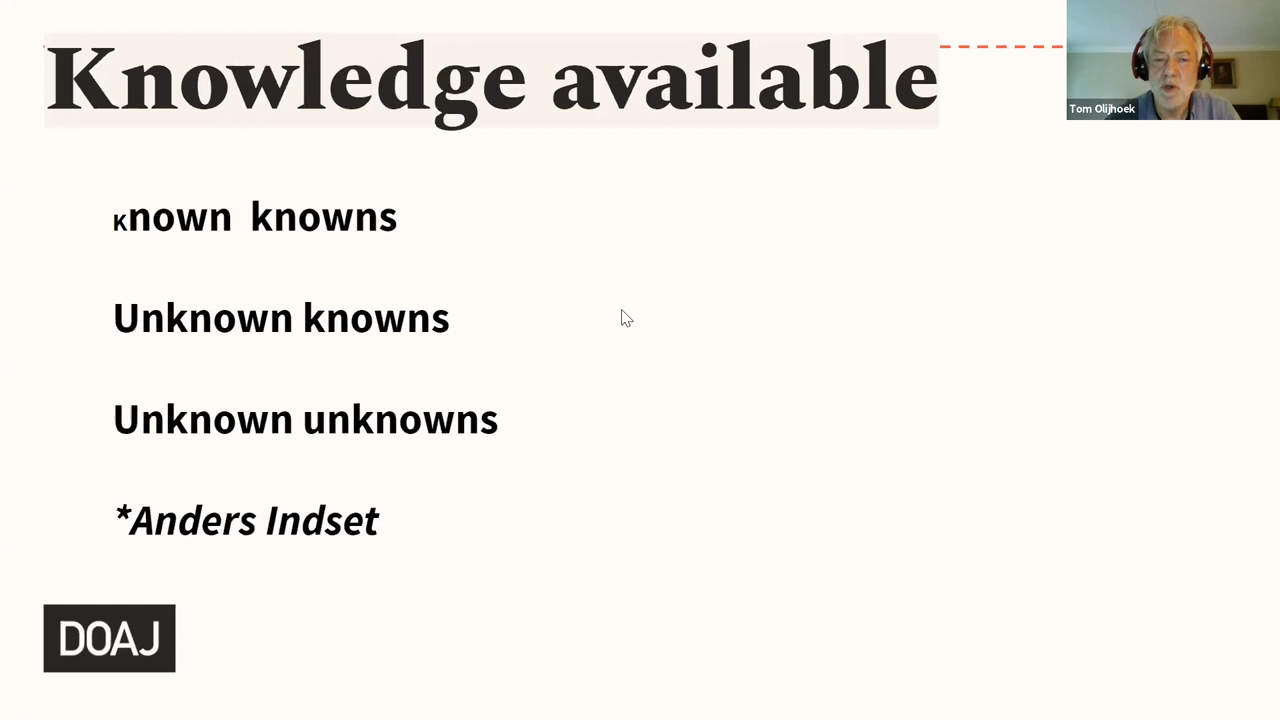 Knowledge available
Tom Olijhoek
Known  knowns
Unknown knowns
Unknown unknowns
*Anders Indset
DOAJ